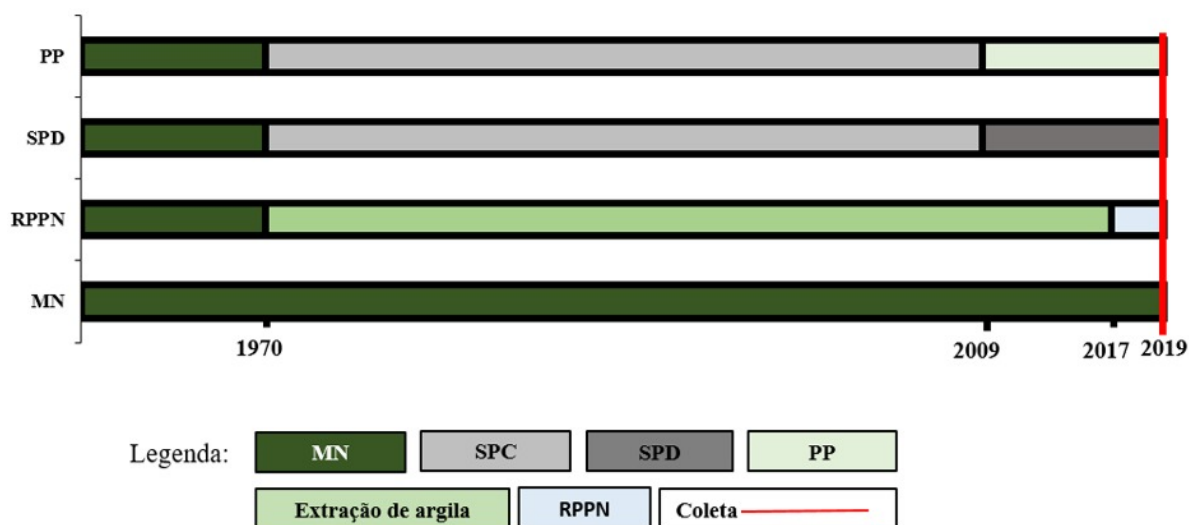 PP
SPD
RPPN
MN
1970 2009 2017 2019
Legenda: MN SPC SPD PP
Extração de argila RPPN Coleta